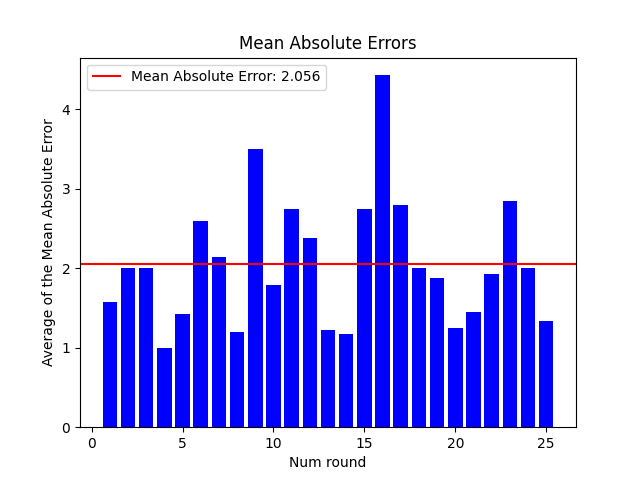 Mean Absolute Errors
Mean Absolute Error: 2.056
Average of the Mean Absolute Error
4
3
2
1
0
0 5 10 15 20 25
Num round